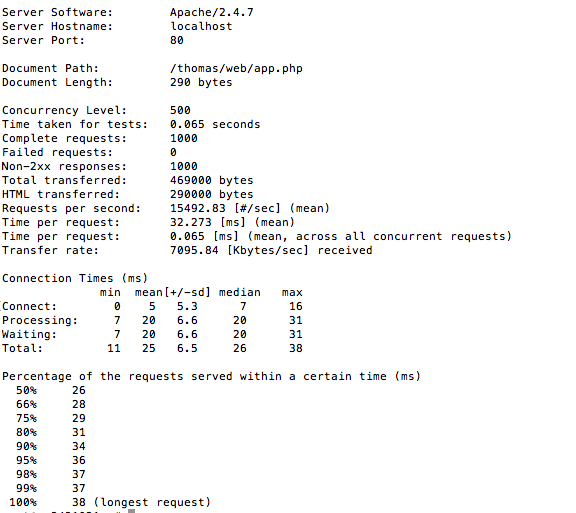 Server Software:        Apache/2.4.7
Server Hostname:        localhost
Server Port:            80
Document Path:          /thomas/web/app.php
Document Length:        290 bytes
Concurrency Level:      500
Time taken for tests:   0.065 seconds
Complete requests:      1000
Failed requests:        0
Non-2xx responses:      1000
Total transferred:      469000 bytes
HTML transferred:       290000 bytes
Requests per second:    15492.83 [#/sec] (mean)
Time per request:       32.273 [ms] (mean)
Time per request:       0.065 [ms] (mean, across all concurrent requests)
Transfer rate:          7095.84 [Kbytes/sec] received
Connection Times (ms)
              min  mean[+/-sd] median   max
Connect:        0    5   5.3      7      16
Processing:     7   20   6.6     20      31
Waiting:        7   20   6.6     20      31
Total:         11   25   6.5     26      38
Percentage of the requests served within a certain time (ms)
  50%     26
  66%     28
  75%     29
  80%     31
  90%     34
  95%     36
  98%     37
  99%     37
 100%     38 (longest request)